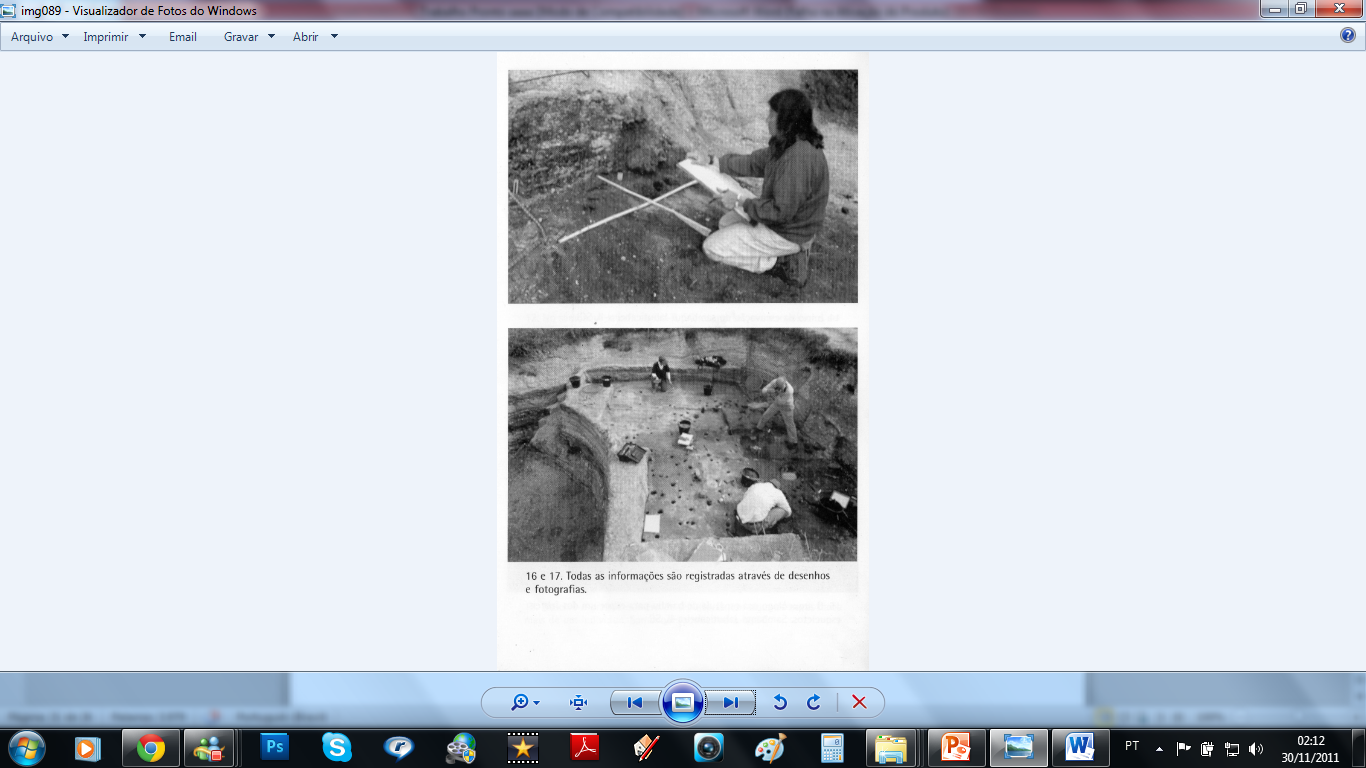 img089 - Visualizador de Fotos do Windows
Arquivo Imprimir Email Gravar Abrir
16 e 17. Todas as informações são registradas através de desenhos
e fotografias.
Ps
PT
02:12
30/11/2011